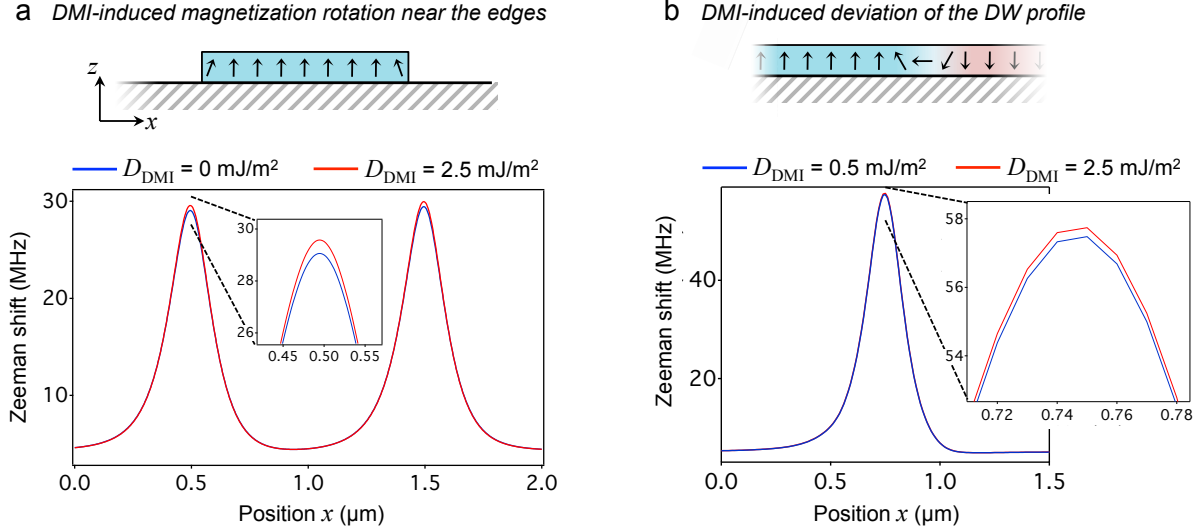 a DMI-induced magnetization rotation near the edges
z
x
D_DMI = 0 mJ/m² D_DMI = 2.5 mJ/m²
Zeeman shift (MHz)
30
20
10
30
28
26
0.45 0.50 0.55
0.0 0.5 1.0 1.5 2.0
Position x (μm)
b DMI-induced deviation of the DW profile
D_DMI = 0.5 mJ/m² D_DMI = 2.5 mJ/m²
Zeeman shift (MHz)
40
20
58
56
54
0.72 0.74 0.76 0.78
0.0 0.5 1.0 1.5
Position x (μm)